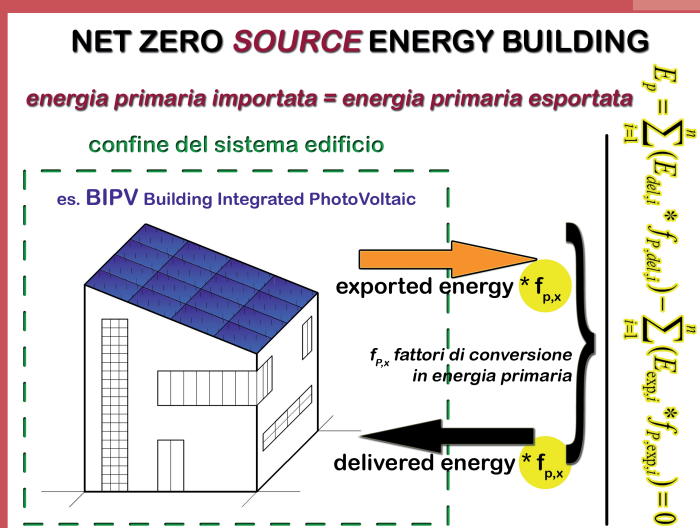 NET ZERO SOURCE ENERGY BUILDING
energia primaria importata = energia primaria esportata
confine del sistema edificio
es. BIPV Building Integrated PhotoVoltaic
exported energy * fp,x
fP,x fattori di conversione
in energia primaria
delivered energy * fp,x
Ep = ∑i=1n (Edel,i * fP,del,i) − ∑i=1n (Eexp,i * fP,exp,i) = 0